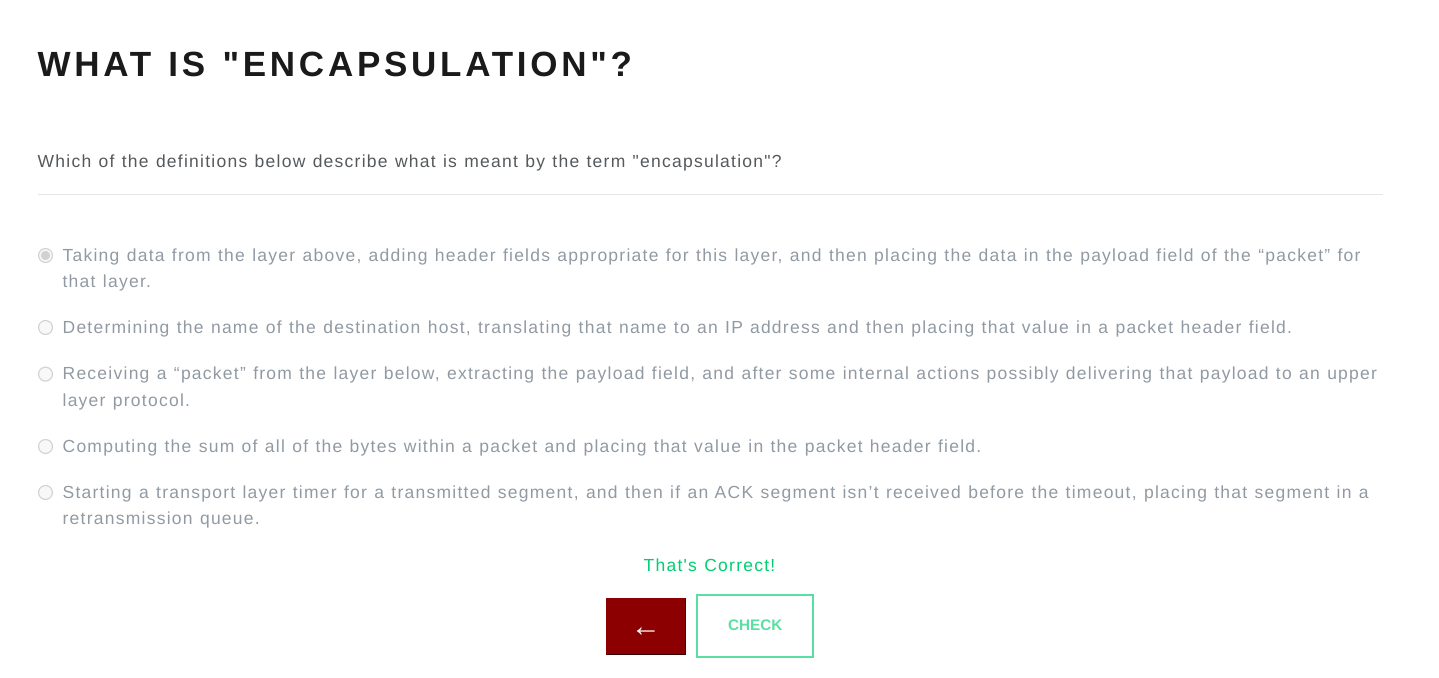 WHAT IS "ENCAPSULATION"?
Which of the definitions below describe what is meant by the term "encapsulation"?
Taking data from the layer above, adding header fields appropriate for this layer, and then placing the data in the payload field of the “packet” for
that layer.
Determining the name of the destination host, translating that name to an IP address and then placing that value in a packet header field.
Receiving a “packet” from the layer below, extracting the payload field, and after some internal actions possibly delivering that payload to an upper
layer protocol.
Computing the sum of all of the bytes within a packet and placing that value in the packet header field.
Starting a transport layer timer for a transmitted segment, and then if an ACK segment isn’t received before the timeout, placing that segment in a
retransmission queue.
That's Correct!
← CHECK